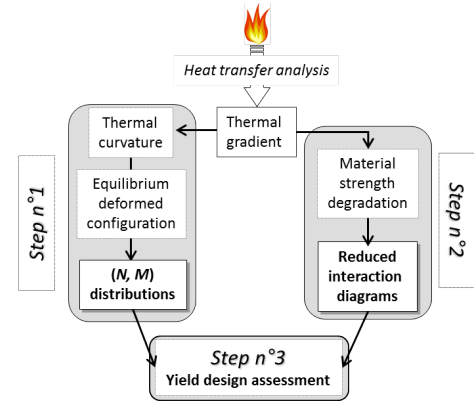 Heat transfer analysis
Thermal
gradient
Thermal
curvature
Equilibrium
deformed
configuration
(N, M)
distributions
Step n°1
Material
strength
degradation
Reduced
interaction
diagrams
Step n°2
Step n°3
Yield design assessment